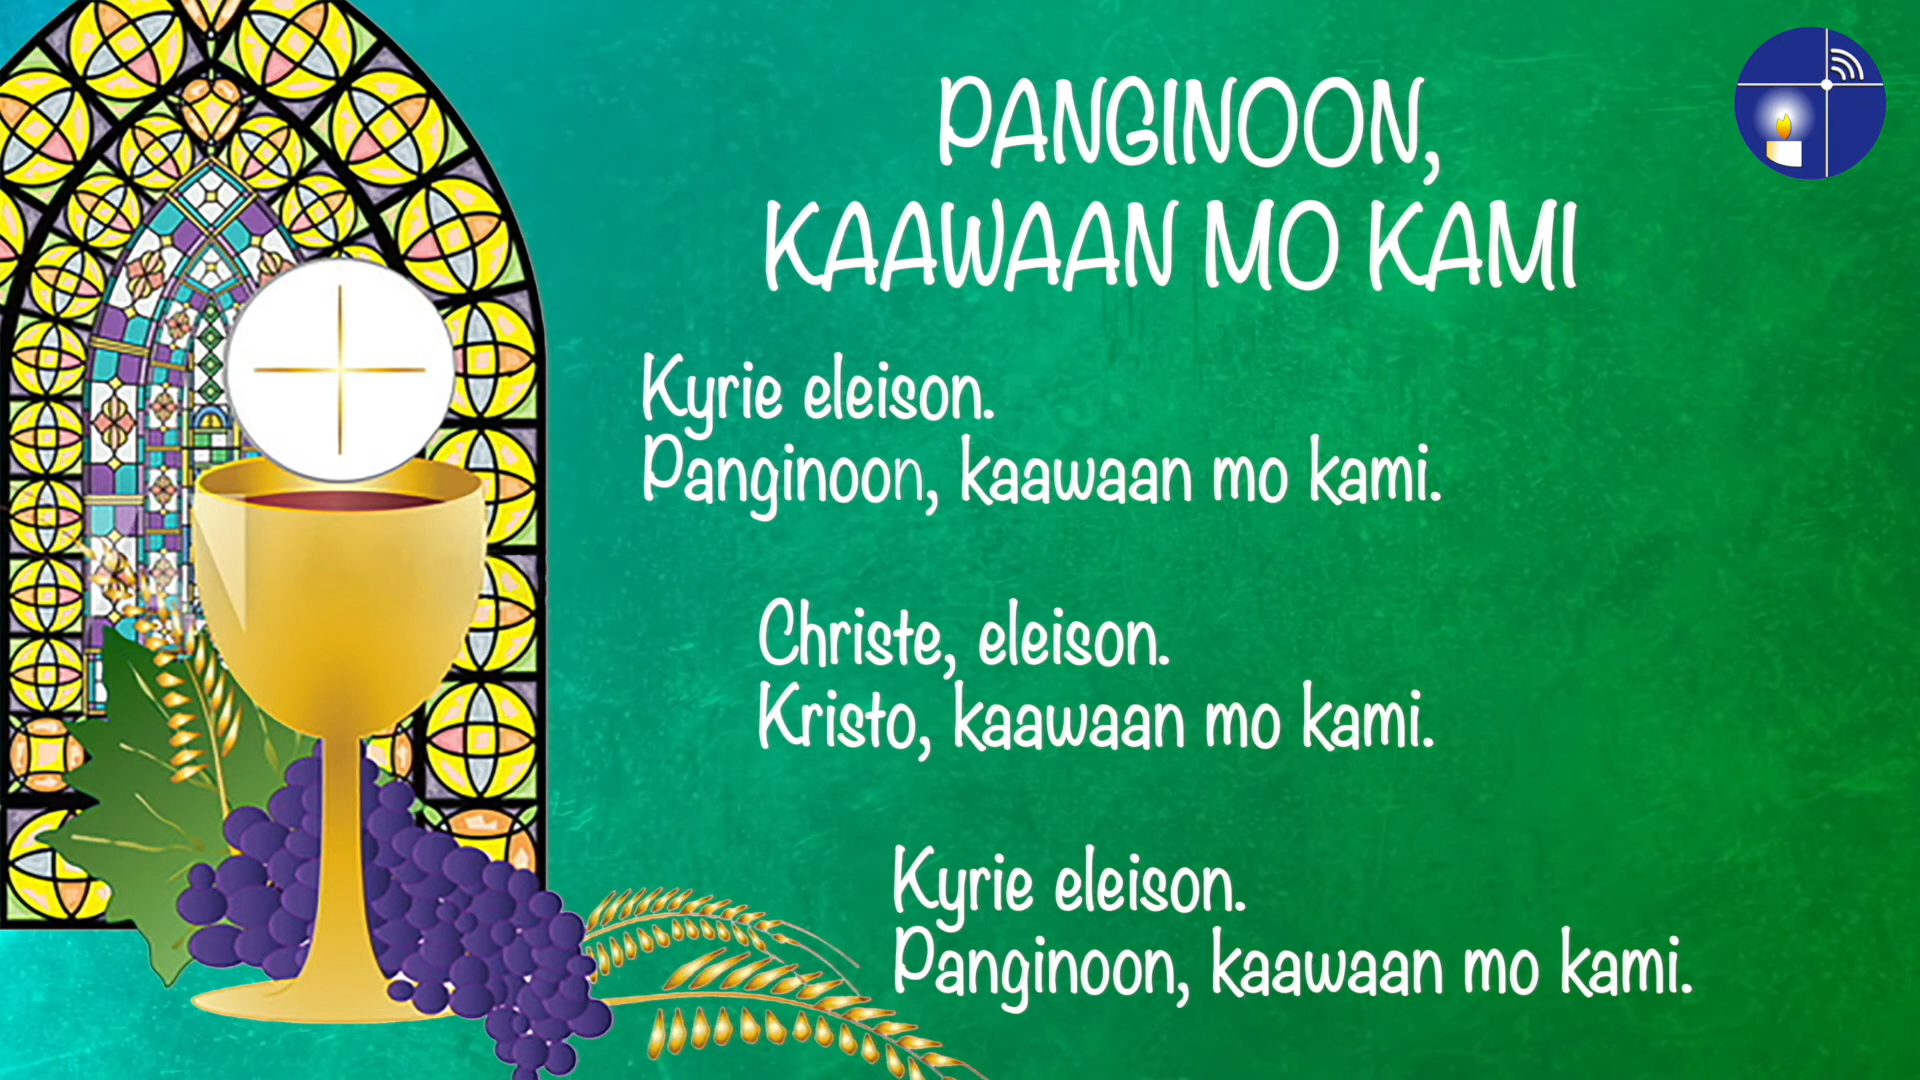 PANGINOON,
KAAWAAN MO KAMI
Kyrie eleison.
Panginoon, kaawaan mo kami.
Christe, eleison.
Kristo, kaawaan mo kami.
Kyrie eleison.
Panginoon, kaawaan mo kami.